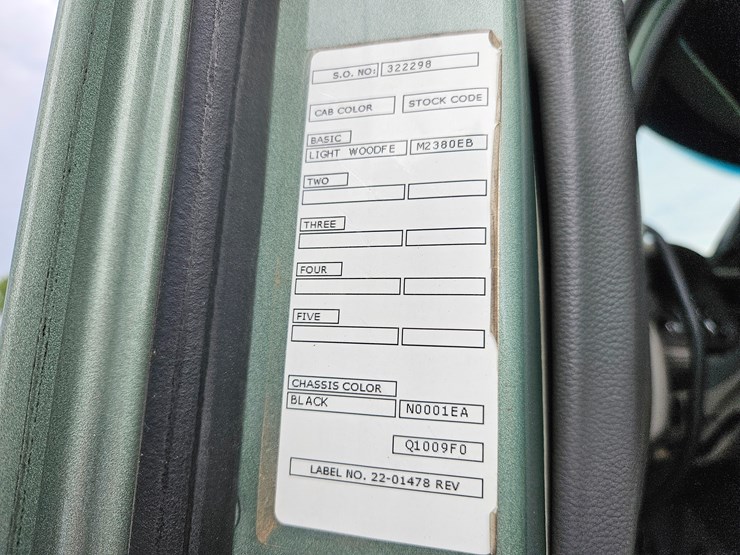 S.O. NO: 322298
CAB COLOR STOCK CODE
BASIC
LIGHT WOODFE M2380EB
TWO
THREE
FOUR
FIVE
CHASSIS COLOR
BLACK N0001EA
Q1009F0
LABEL NO. 22-01478 REV